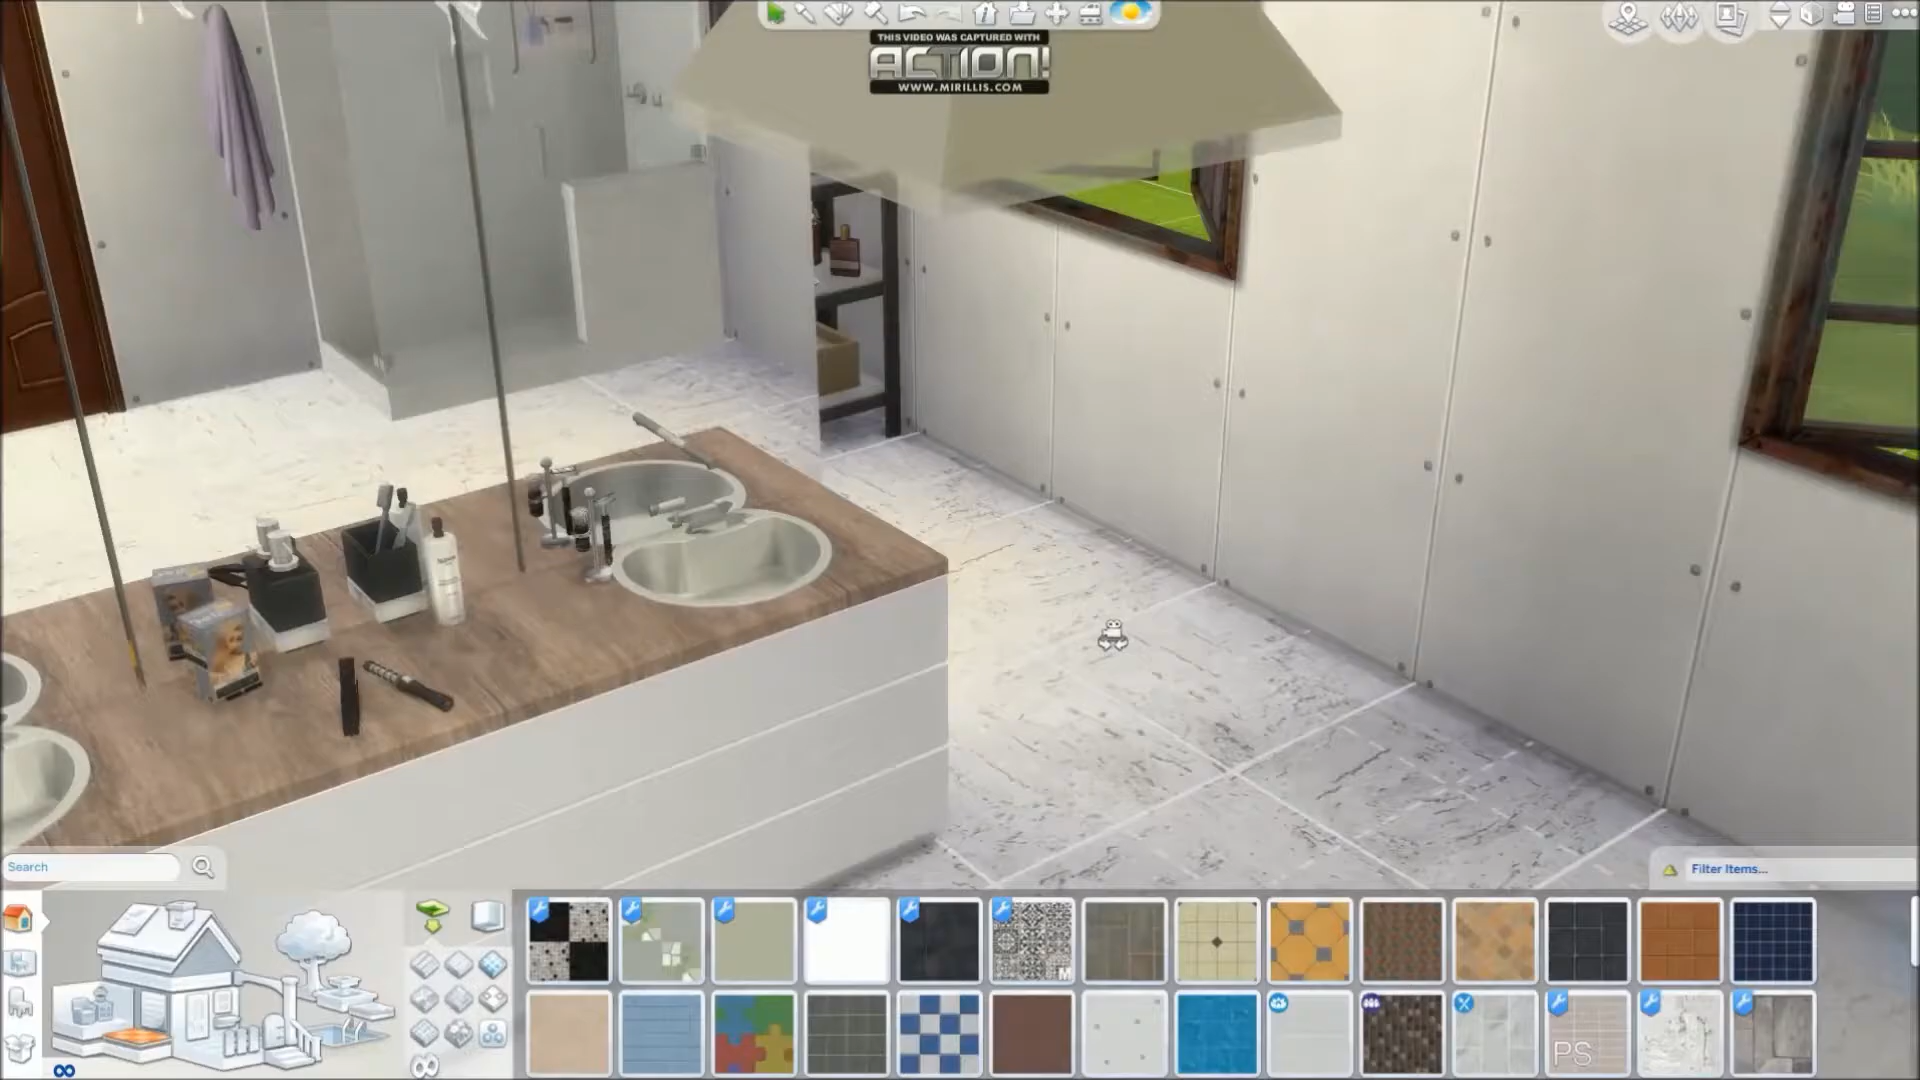 THIS VIDEO WAS CAPTURED WITH
ACTION!
WWW.MIRILLIS.COM
Search
Filter Items...
M
PS